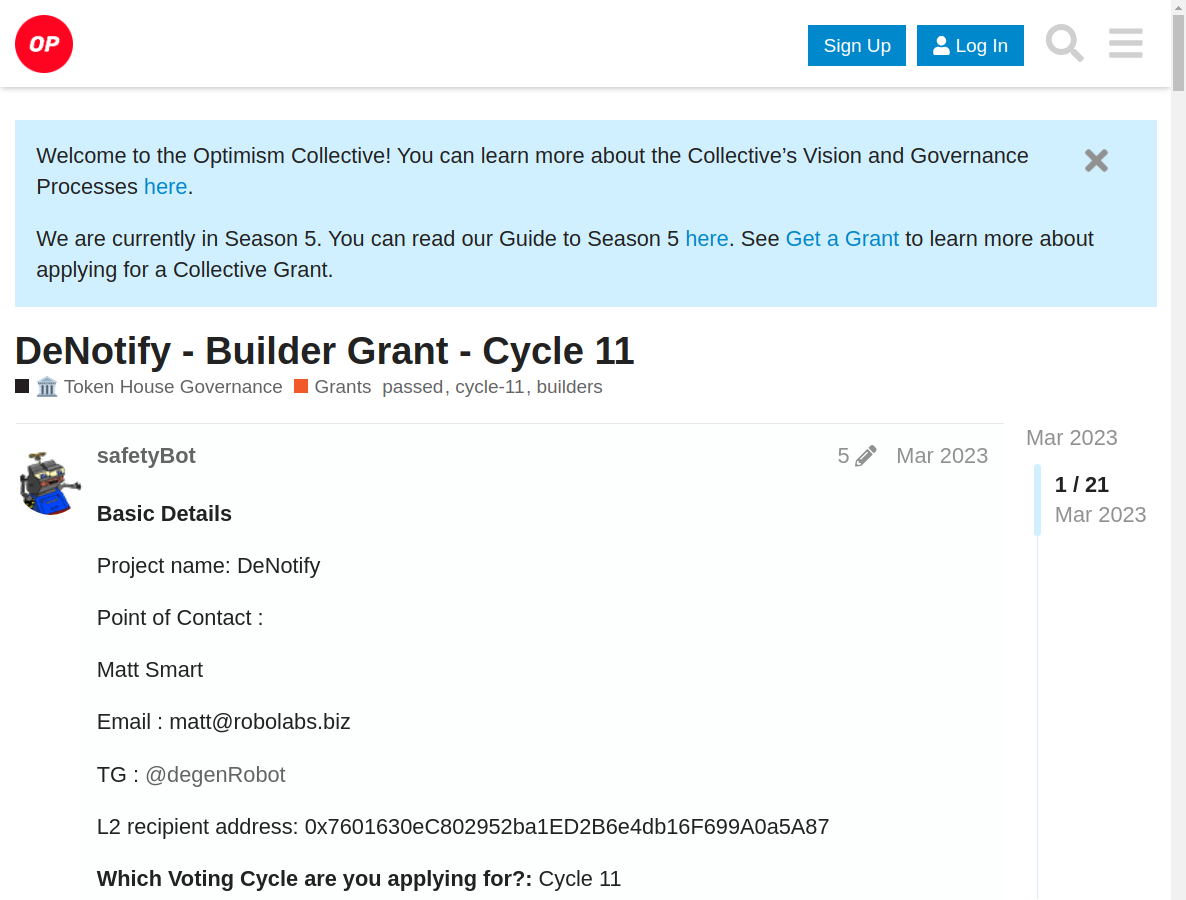 OP
Sign Up
Log In
Welcome to the Optimism Collective! You can learn more about the Collective’s Vision and Governance
Processes here.
We are currently in Season 5. You can read our Guide to Season 5 here. See Get a Grant to learn more about
applying for a Collective Grant.
DeNotify - Builder Grant - Cycle 11
Token House Governance Grants passed, cycle-11, builders
safetyBot 5 Mar 2023
Mar 2023
1 / 21
Mar 2023
Basic Details
Project name: DeNotify
Point of Contact :
Matt Smart
Email : matt@robolabs.biz
TG : @degenRobot
L2 recipient address: 0x7601630eC802952ba1ED2B6e4db16F699A0a5A87
Which Voting Cycle are you applying for?: Cycle 11